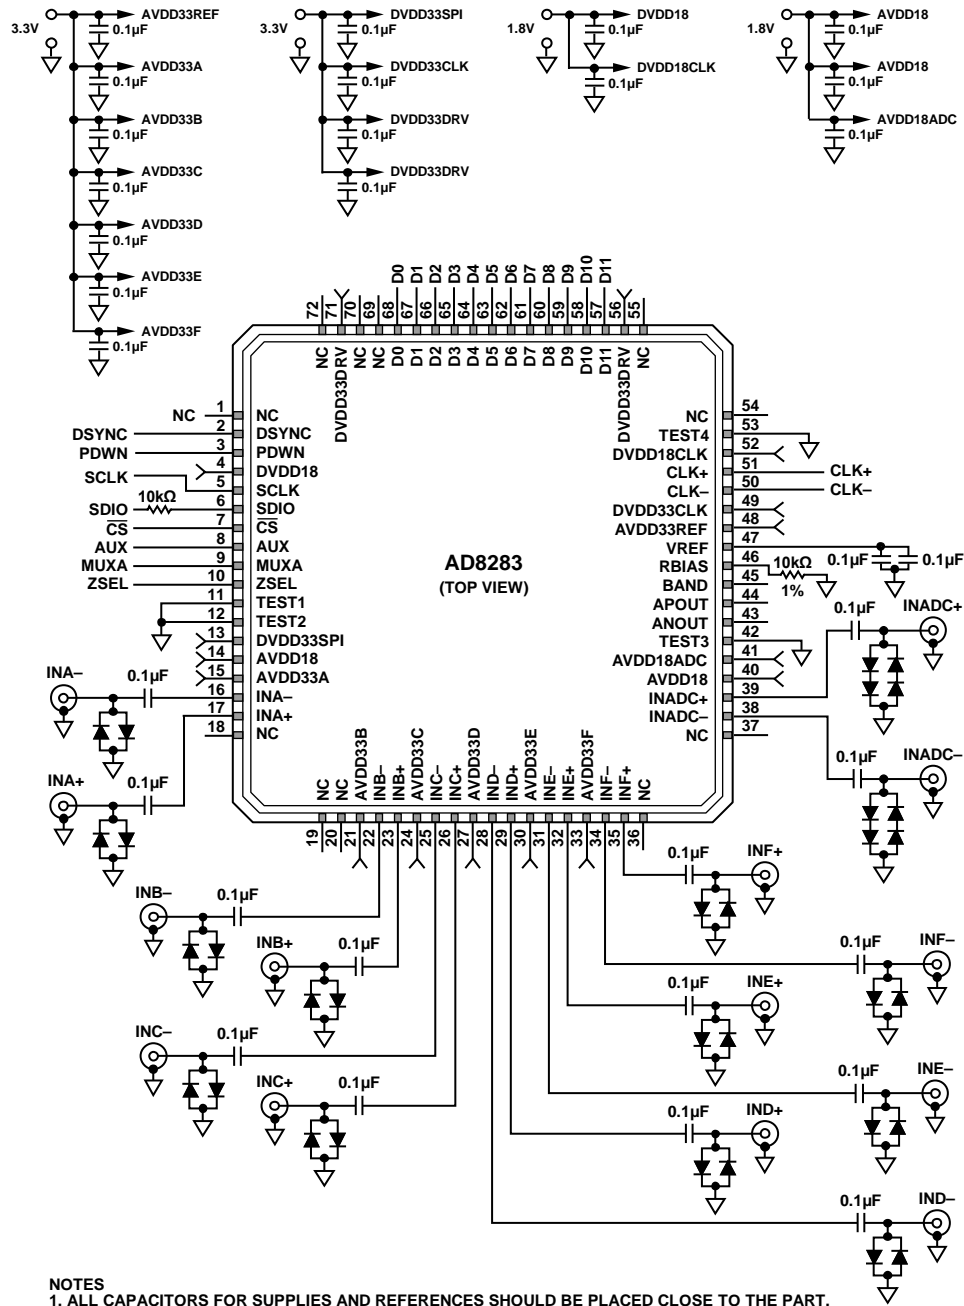 3.3V
AVDD33REF
0.1µF
AVDD33A
0.1µF
AVDD33B
0.1µF
AVDD33C
0.1µF
AVDD33D
0.1µF
AVDD33E
0.1µF
AVDD33F
0.1µF
3.3V
DVDD33SPI
0.1µF
DVDD33CLK
0.1µF
DVDD33DRV
0.1µF
DVDD33DRV
0.1µF
1.8V
DVDD18
0.1µF
DVDD18CLK
0.1µF
1.8V
AVDD18
0.1µF
AVDD18
0.1µF
AVDD18ADC
0.1µF
D0 D1 D2 D3 D4 D5 D6 D7 D8 D9 D10 D11
72 71 70 69 68 67 66 65 64 63 62 61 60 59 58 57 56 55
NC DVDD33DRV NC NC D0 D1 D2 D3 D4 D5 D6 D7 D8 D9 D10 D11 DVDD33DRV NC
NC 1 NC
DSYNC 2 DSYNC
PDWN 3 PDWN
4 DVDD18
SCLK 5 SCLK
SDIO 10kΩ 6 SDIO
CS 7 CS
AUX 8 AUX
MUXA 9 MUXA
ZSEL 10 ZSEL
11 TEST1
12 TEST2
13 DVDD33SPI
14 AVDD18
15 AVDD33A
16 INA–
17 INA+
18 NC
AD8283
(TOP VIEW)
NC 54
TEST4 53
DVDD18CLK 52
CLK+ 51 CLK+
CLK– 50 CLK–
DVDD33CLK 49
AVDD33REF 48
VREF 47
0.1µF 0.1µF
RBIAS 46 10kΩ
1%
BAND 45
APOUT 44
ANOUT 43
TEST3 42
AVDD18ADC 41
AVDD18 40
INADC+ 39
INADC– 38
NC 37
0.1µF INADC+
0.1µF INADC–
INA– 0.1µF
INA+ 0.1µF
NC NC AVDD33B INB– INB+ AVDD33C INC– INC+ AVDD33D IND– IND+ AVDD33E INE– INE+ AVDD33F INF– INF+ NC
19 20 21 22 23 24 25 26 27 28 29 30 31 32 33 34 35 36
INB– 0.1µF
INB+ 0.1µF
INC– 0.1µF
INC+ 0.1µF
0.1µF INF+
0.1µF INF–
0.1µF INE+
0.1µF INE–
0.1µF IND+
0.1µF IND–
NOTES
1. ALL CAPACITORS FOR SUPPLIES AND REFERENCES SHOULD BE PLACED CLOSE TO THE PART.